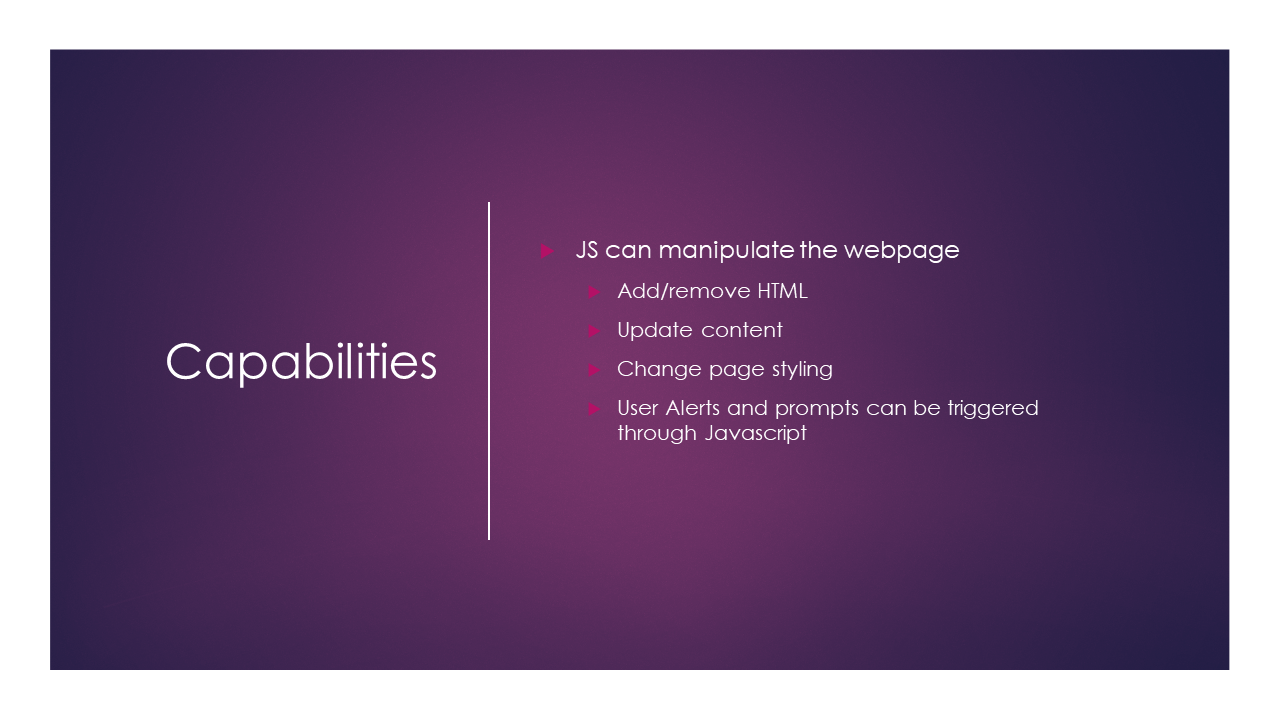 Capabilities
JS can manipulate the webpage
Add/remove HTML
Update content
Change page styling
User Alerts and prompts can be triggered
through Javascript